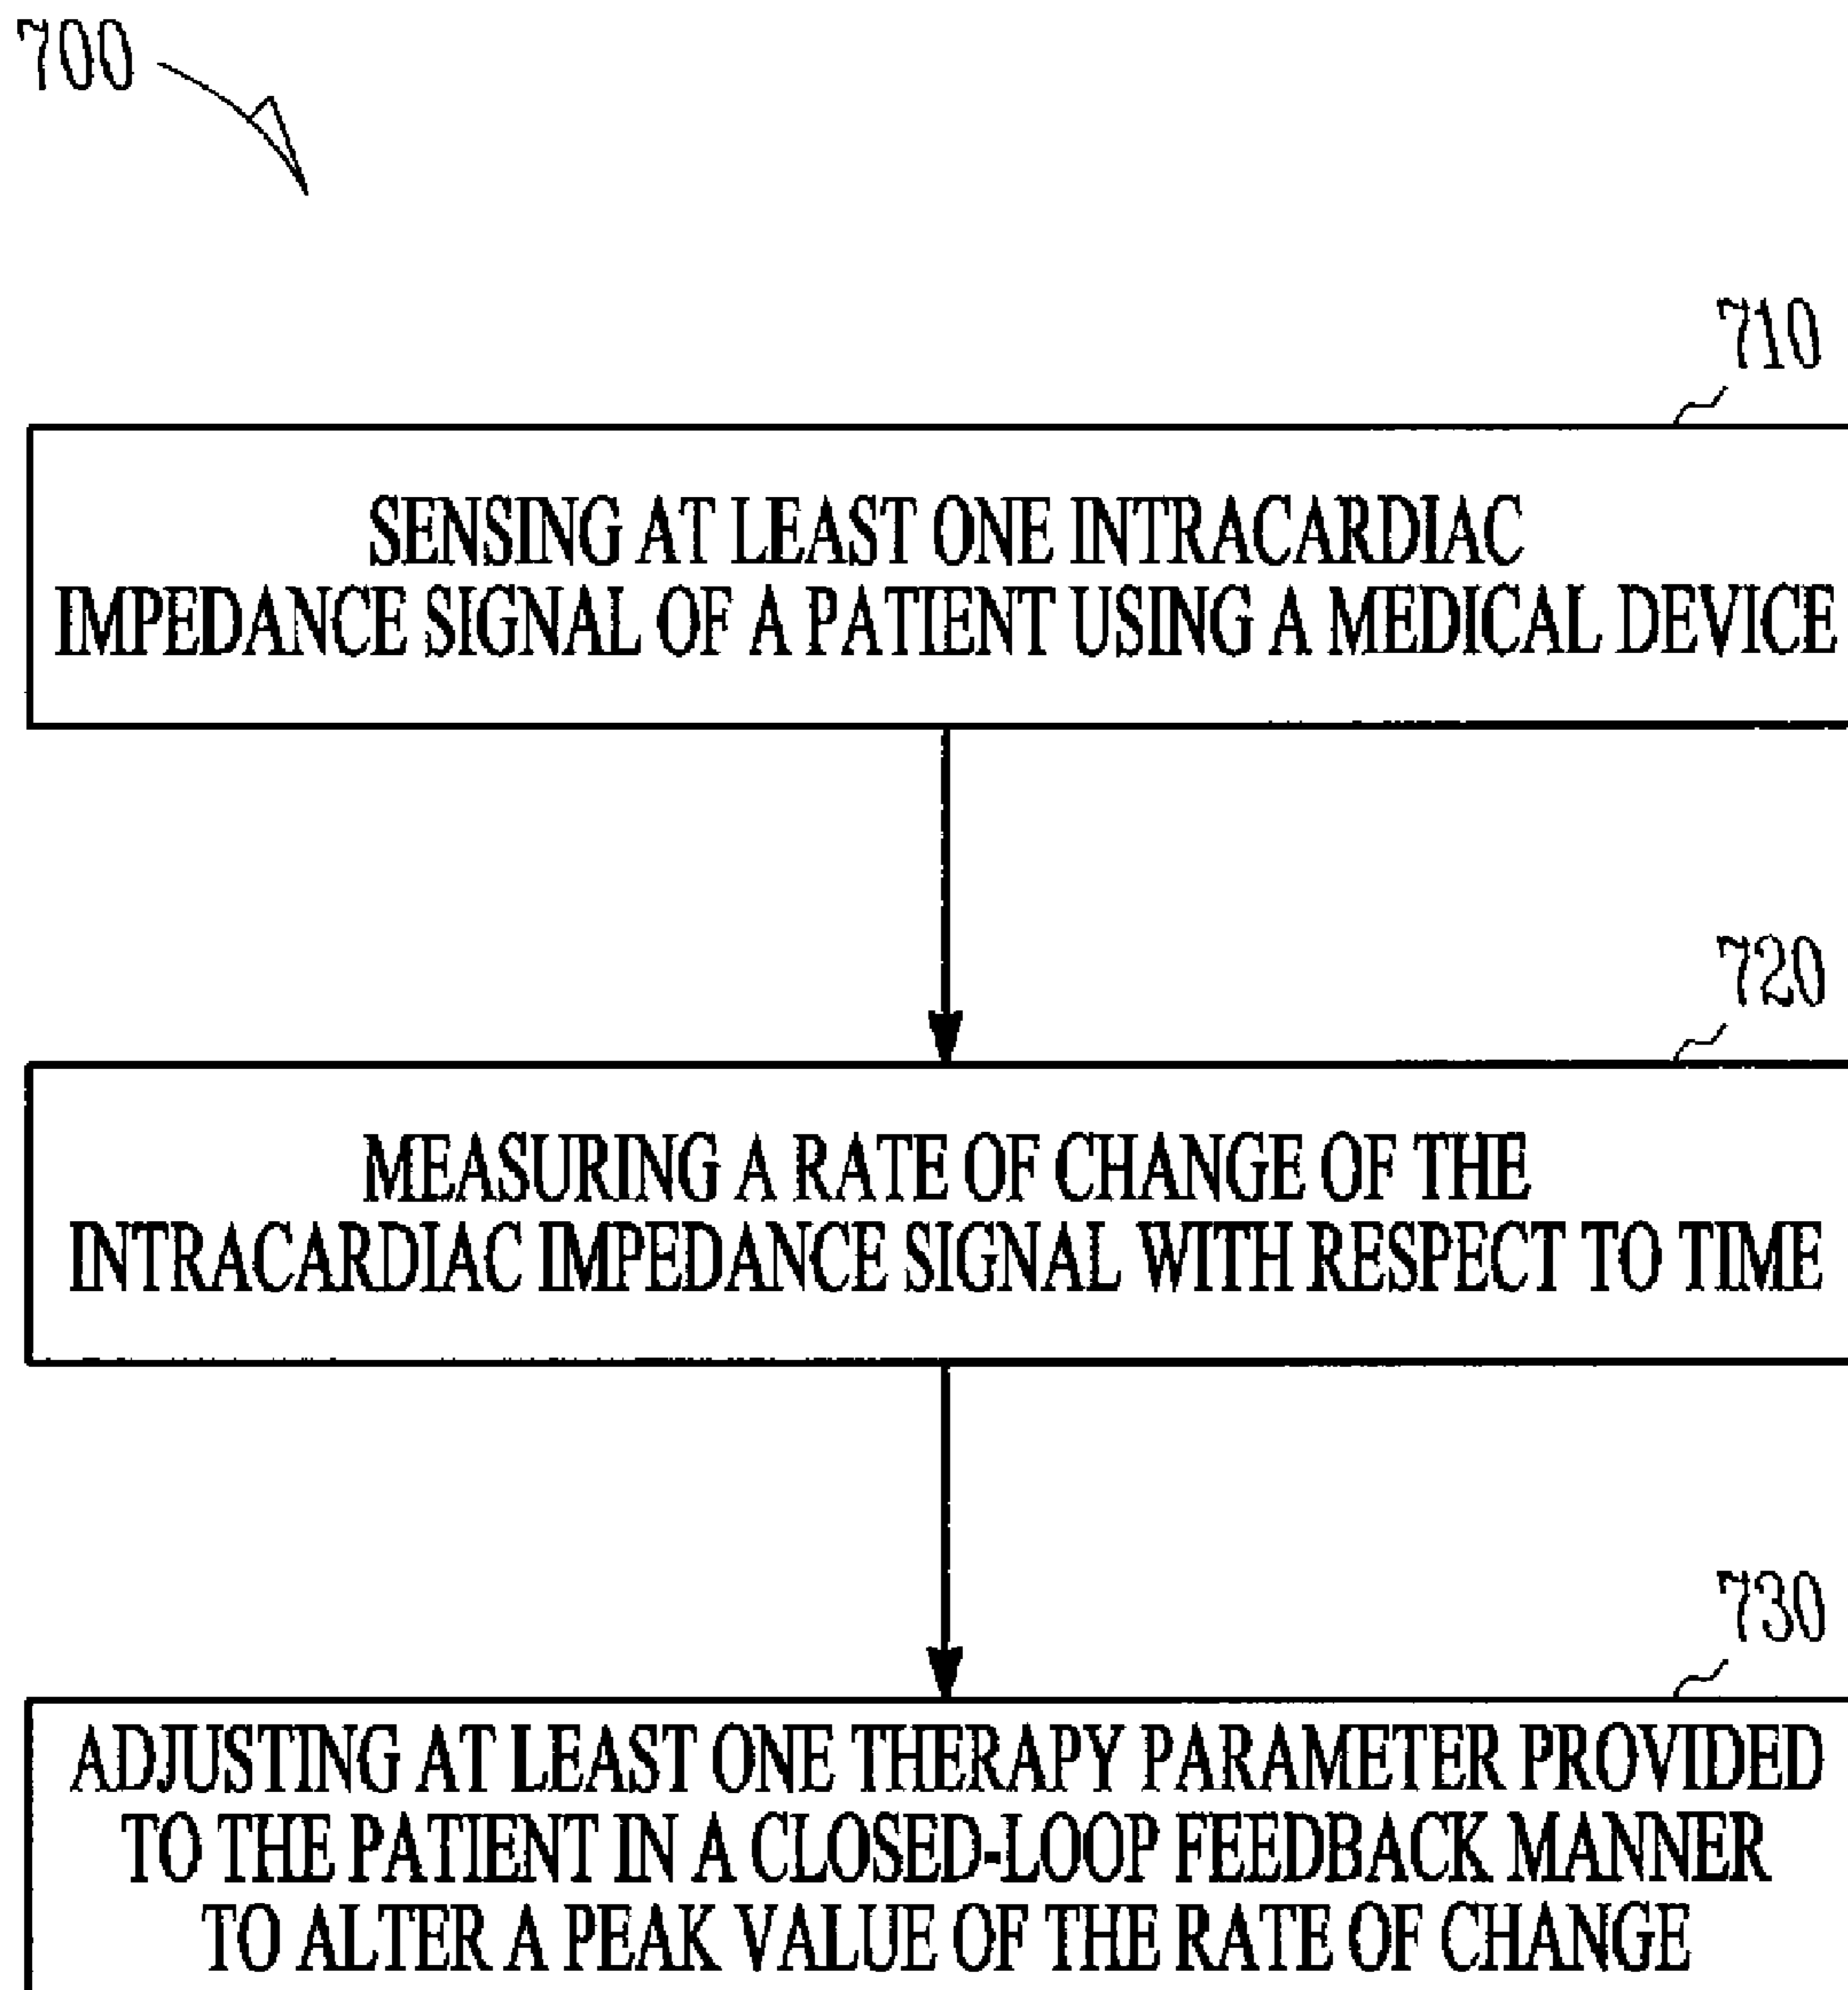 700
710
SENSING AT LEAST ONE INTRACARDIAC
IMPEDANCE SIGNAL OF A PATIENT USING A MEDICAL DEVICE
720
MEASURING A RATE OF CHANGE OF THE
INTRACARDIAC IMPEDANCE SIGNAL WITH RESPECT TO TIME
730
ADJUSTING AT LEAST ONE THERAPY PARAMETER PROVIDED
TO THE PATIENT IN A CLOSED-LOOP FEEDBACK MANNER
TO ALTER A PEAK VALUE OF THE RATE OF CHANGE